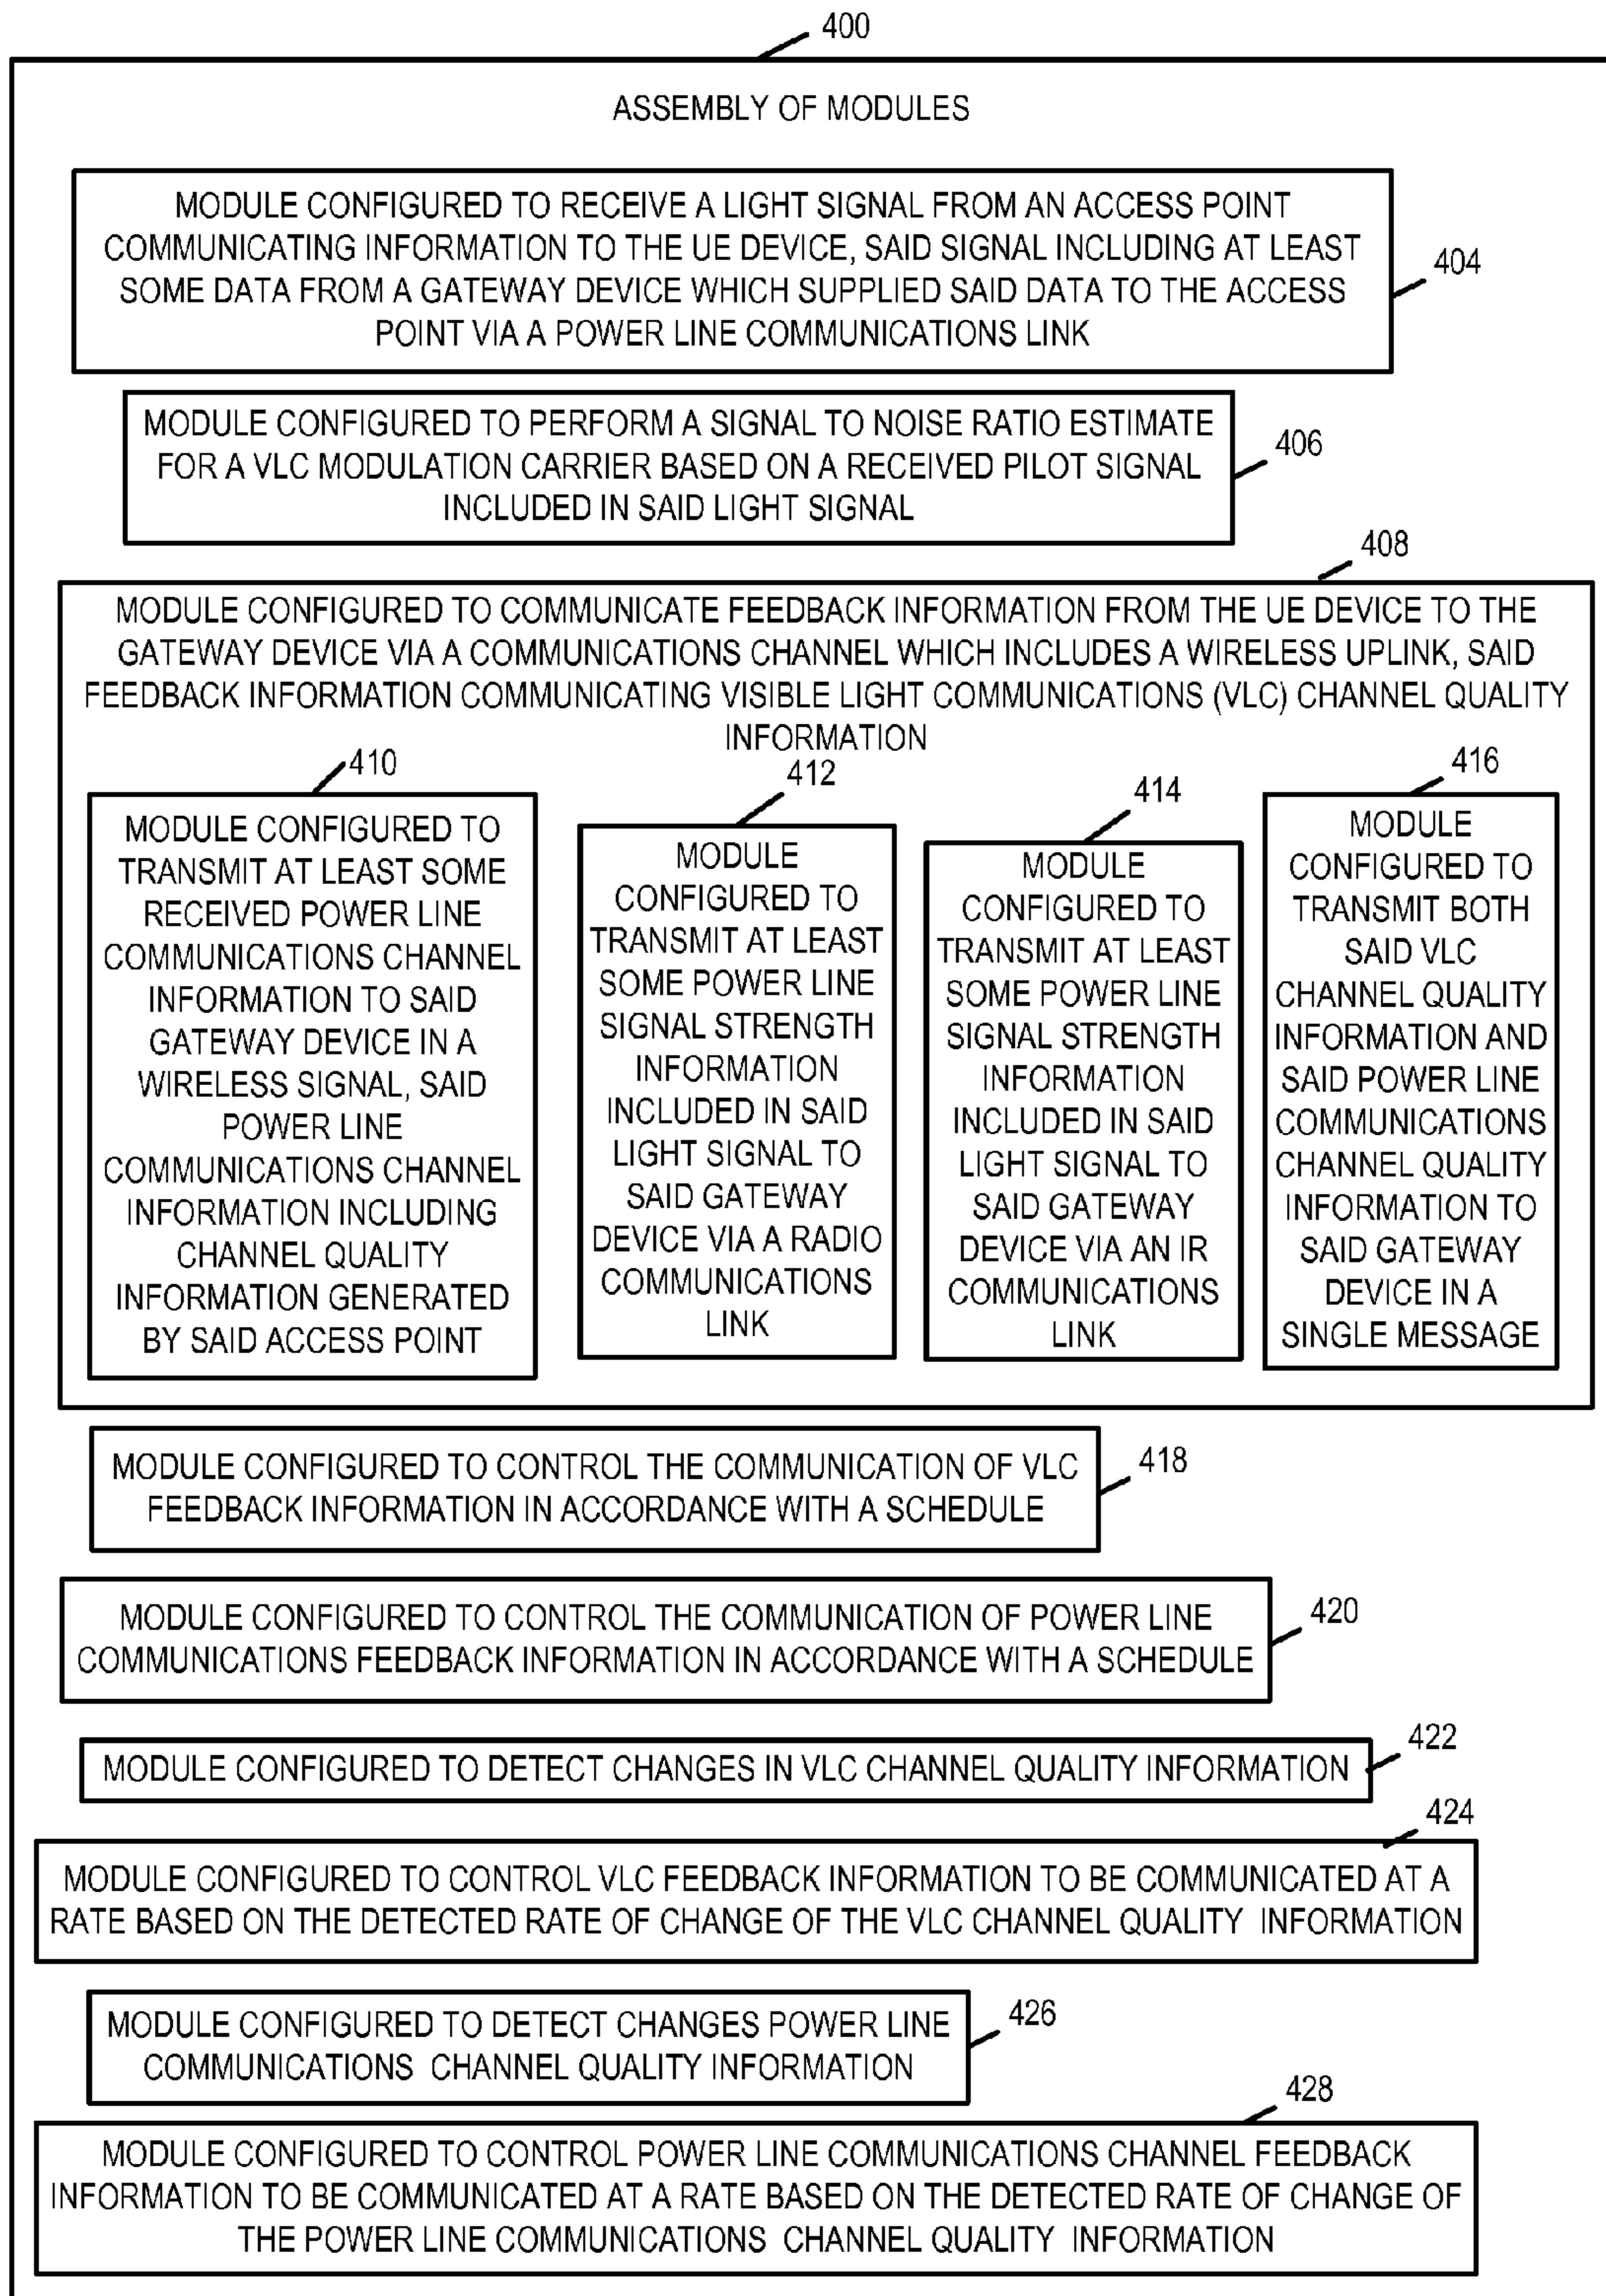 400
ASSEMBLY OF MODULES
MODULE CONFIGURED TO RECEIVE A LIGHT SIGNAL FROM AN ACCESS POINT
COMMUNICATING INFORMATION TO THE UE DEVICE, SAID SIGNAL INCLUDING AT LEAST
SOME DATA FROM A GATEWAY DEVICE WHICH SUPPLIED SAID DATA TO THE ACCESS
POINT VIA A POWER LINE COMMUNICATIONS LINK
404
MODULE CONFIGURED TO PERFORM A SIGNAL TO NOISE RATIO ESTIMATE
FOR A VLC MODULATION CARRIER BASED ON A RECEIVED PILOT SIGNAL
INCLUDED IN SAID LIGHT SIGNAL
406
408
MODULE CONFIGURED TO COMMUNICATE FEEDBACK INFORMATION FROM THE UE DEVICE TO THE
GATEWAY DEVICE VIA A COMMUNICATIONS CHANNEL WHICH INCLUDES A WIRELESS UPLINK, SAID
FEEDBACK INFORMATION COMMUNICATING VISIBLE LIGHT COMMUNICATIONS (VLC) CHANNEL QUALITY
INFORMATION
410
MODULE CONFIGURED TO
TRANSMIT AT LEAST SOME
RECEIVED POWER LINE
COMMUNICATIONS CHANNEL
INFORMATION TO SAID
GATEWAY DEVICE IN A
WIRELESS SIGNAL, SAID
POWER LINE
COMMUNICATIONS CHANNEL
INFORMATION INCLUDING
CHANNEL QUALITY
INFORMATION GENERATED
BY SAID ACCESS POINT
412
MODULE
CONFIGURED TO
TRANSMIT AT LEAST
SOME POWER LINE
SIGNAL STRENGTH
INFORMATION
INCLUDED IN SAID
LIGHT SIGNAL TO
SAID GATEWAY
DEVICE VIA A RADIO
COMMUNICATIONS
LINK
414
MODULE
CONFIGURED TO
TRANSMIT AT LEAST
SOME POWER LINE
SIGNAL STRENGTH
INFORMATION
INCLUDED IN SAID
LIGHT SIGNAL TO
SAID GATEWAY
DEVICE VIA AN IR
COMMUNICATIONS
LINK
416
MODULE
CONFIGURED TO
TRANSMIT BOTH
SAID VLC
CHANNEL QUALITY
INFORMATION AND
SAID POWER LINE
COMMUNICATIONS
CHANNEL QUALITY
INFORMATION TO
SAID GATEWAY
DEVICE IN A
SINGLE MESSAGE
MODULE CONFIGURED TO CONTROL THE COMMUNICATION OF VLC
FEEDBACK INFORMATION IN ACCORDANCE WITH A SCHEDULE
418
MODULE CONFIGURED TO CONTROL THE COMMUNICATION OF POWER LINE
COMMUNICATIONS FEEDBACK INFORMATION IN ACCORDANCE WITH A SCHEDULE
420
MODULE CONFIGURED TO DETECT CHANGES IN VLC CHANNEL QUALITY INFORMATION
422
424
MODULE CONFIGURED TO CONTROL VLC FEEDBACK INFORMATION TO BE COMMUNICATED AT A
RATE BASED ON THE DETECTED RATE OF CHANGE OF THE VLC CHANNEL QUALITY INFORMATION
MODULE CONFIGURED TO DETECT CHANGES POWER LINE
COMMUNICATIONS CHANNEL QUALITY INFORMATION
426
428
MODULE CONFIGURED TO CONTROL POWER LINE COMMUNICATIONS CHANNEL FEEDBACK
INFORMATION TO BE COMMUNICATED AT A RATE BASED ON THE DETECTED RATE OF CHANGE OF
THE POWER LINE COMMUNICATIONS CHANNEL QUALITY INFORMATION